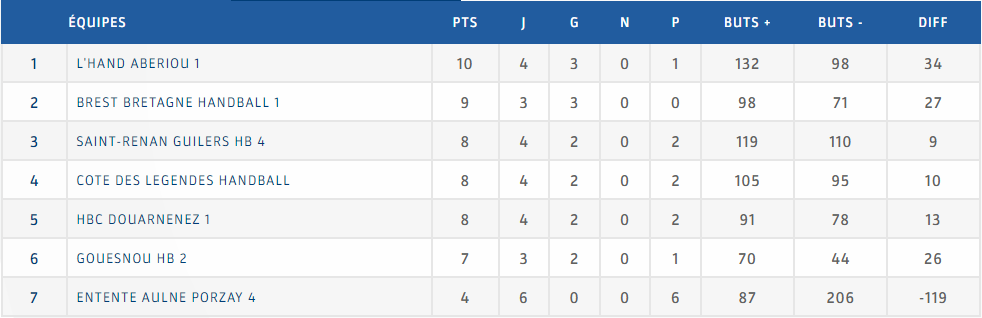 ÉQUIPES PTS J G N P BUTS + BUTS - DIFF
1 L'HAND ABERIOU 1 10 4 3 0 1 132 98 34
2 BREST BRETAGNE HANDBALL 1 9 3 3 0 0 98 71 27
3 SAINT-RENAN GUILERS HB 4 8 4 2 0 2 119 110 9
4 COTE DES LEGENDES HANDBALL 8 4 2 0 2 105 95 10
5 HBC DOUARNENEZ 1 8 4 2 0 2 91 78 13
6 GOUESNOU HB 2 7 3 2 0 1 70 44 26
7 ENTENTE AULNE PORZAY 4 4 6 0 0 6 87 206 -119